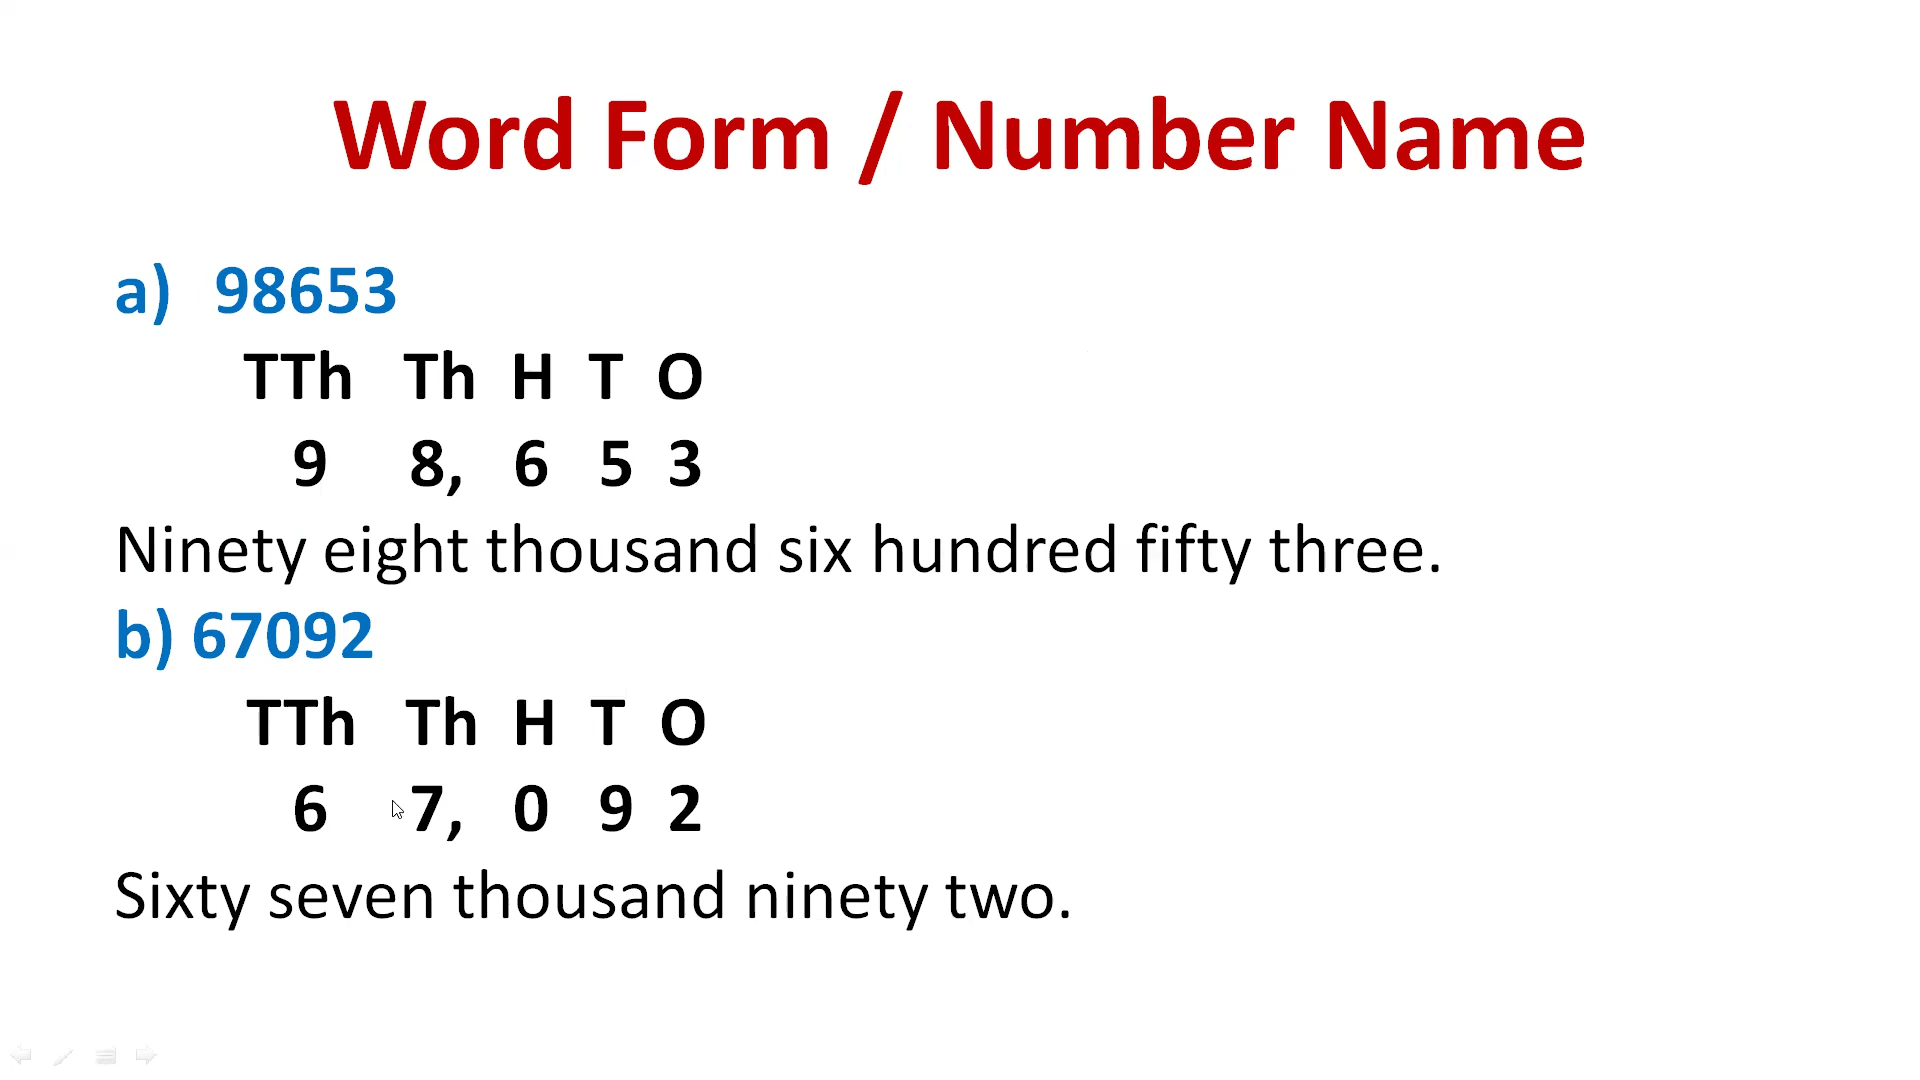 Word Form / Number Name
a) 98653
TTh Th H T O
9 8, 6 5 3
Ninety eight thousand six hundred fifty three.
b) 67092
TTh Th H T O
6 7, 0 9 2
Sixty seven thousand ninety two.